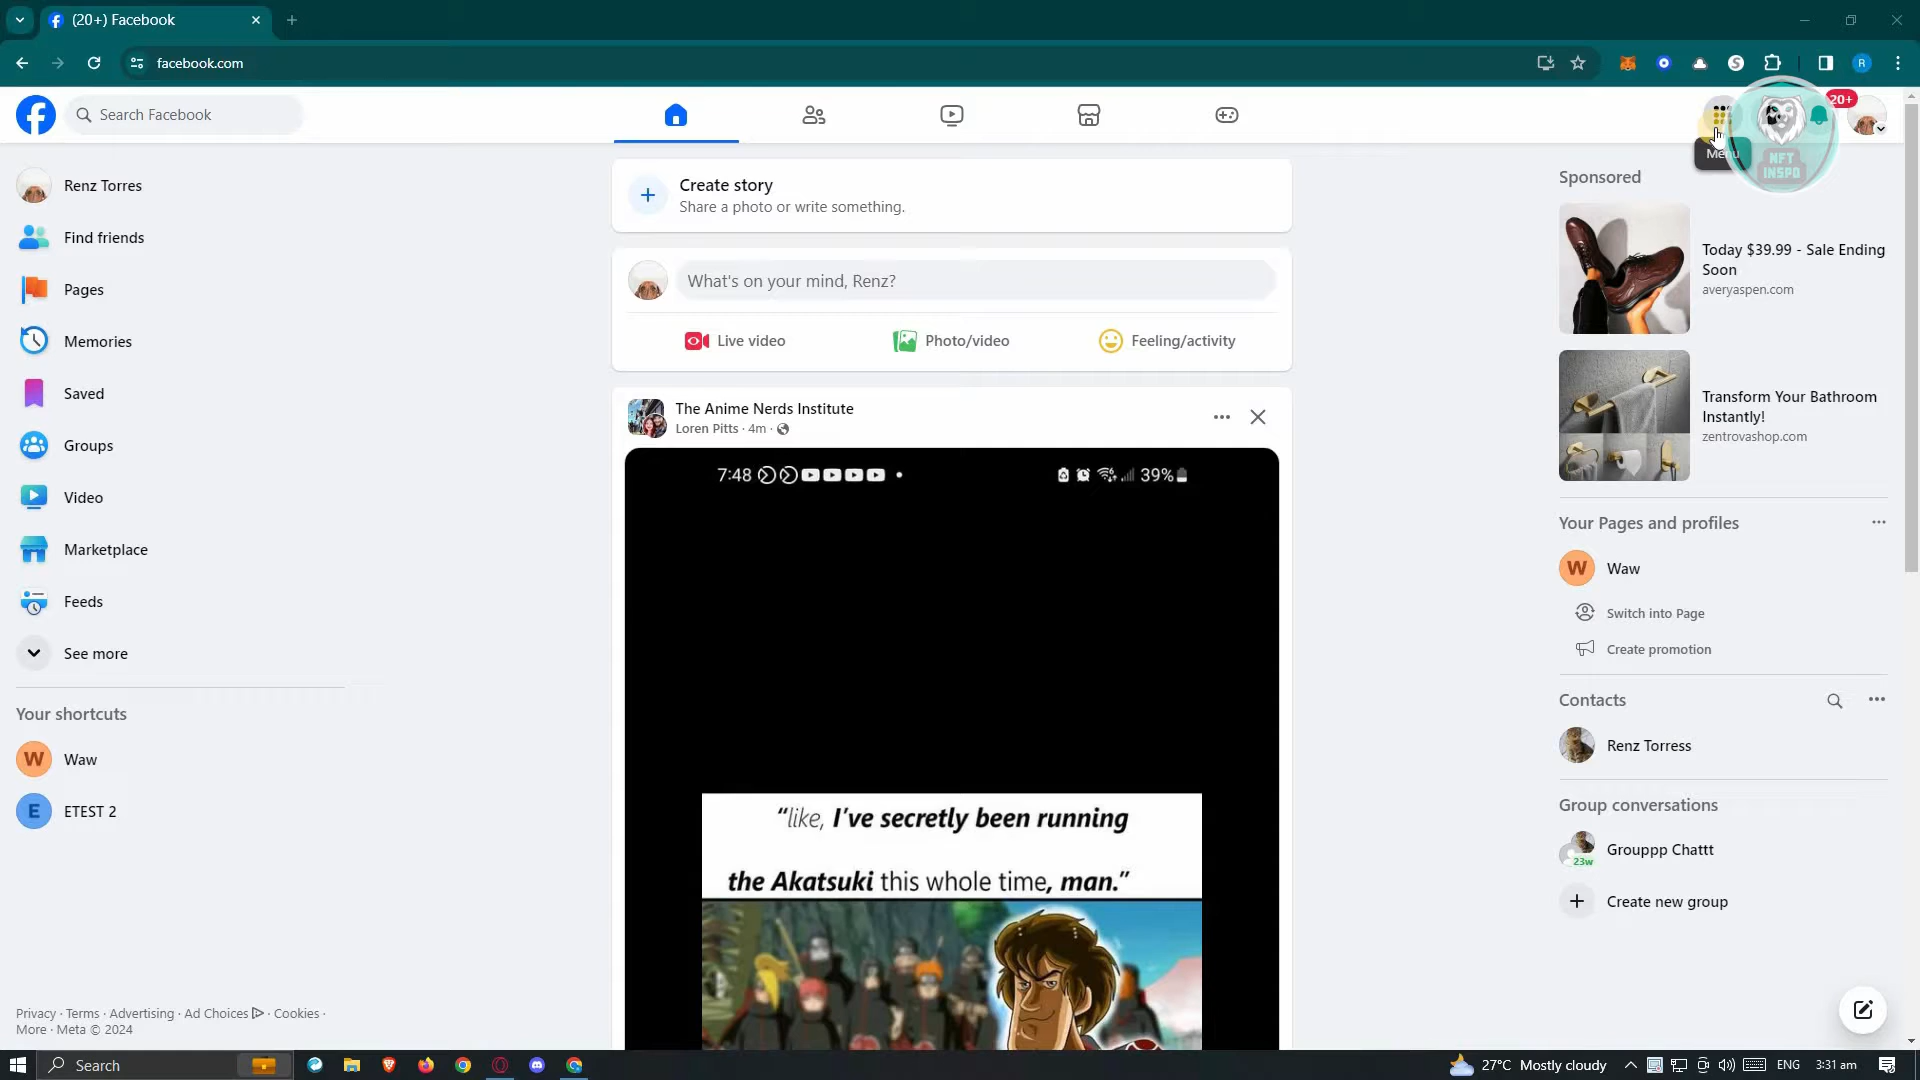 (20+) Facebook
facebook.com
R
Search Facebook
20+
Menu
NFT
INSPO
Renz Torres
Find friends
Pages
Memories
Saved
Groups
Video
Marketplace
Feeds
See more
Your shortcuts
W Waw
E ETEST 2
Privacy · Terms · Advertising · Ad Choices · Cookies ·
More · Meta © 2024
Create story
Share a photo or write something.
What's on your mind, Renz?
Live video
Photo/video
Feeling/activity
The Anime Nerds Institute
Loren Pitts · 4m ·
7:48
39%
“like, I've secretly been running
the Akatsuki this whole time, man.”
Sponsored
Today $39.99 - Sale Ending
Soon
averyaspen.com
Transform Your Bathroom
Instantly!
zentrovashop.com
Your Pages and profiles
W Waw
Switch into Page
Create promotion
Contacts
Renz Torress
Group conversations
23w
Grouppp Chattt
Create new group
Search
27°C Mostly cloudy
ENG
3:31 am